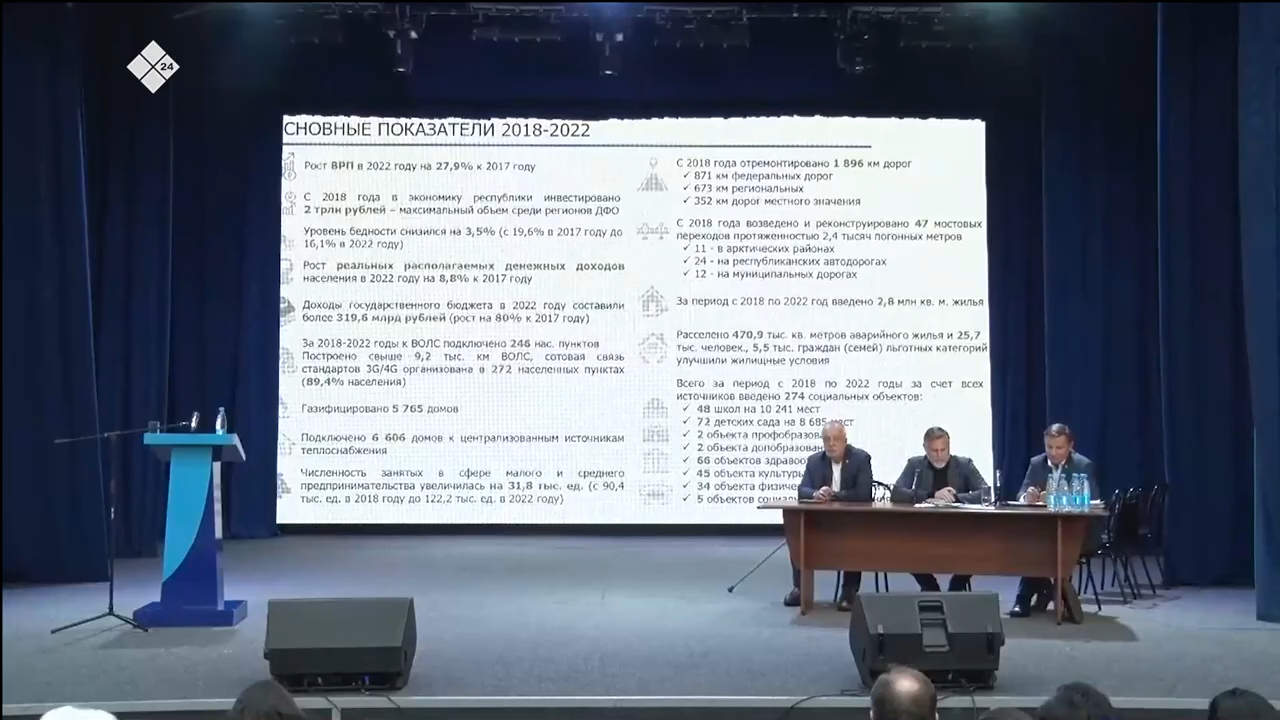 24
СНОВНЫЕ ПОКАЗАТЕЛИ 2018-2022
Рост ВРП в 2022 году на 27,9% к 2017 году
С 2018 года в экономику республики инвестировано
2 трлн рублей – максимальный объем среди регионов ДФО
Уровень бедности снизился на 3,5% (с 19,6% в 2017 году до
16,1% в 2022 году)
Рост реальных располагаемых денежных доходов
населения в 2022 году на 8,8% к 2017 году
Доходы государственного бюджета в 2022 году составили
более 319,6 млрд рублей (рост на 80% к 2017 году)
За 2018-2022 годы к ВОЛС подключено 246 нас. пунктов
Построено свыше 9,2 тыс. км ВОЛС, сотовая связь
стандартов 3G/4G организована в 272 населенных пунктах
(89,4% населения)
Газифицировано 5 765 домов
Подключено 6 606 домов к централизованным источникам
теплоснабжения
Численность занятых в сфере малого и среднего
предпринимательства увеличилась на 31,8 тыс. ед. (с 90,4
тыс. ед. в 2018 году до 122,2 тыс. ед. в 2022 году)
С 2018 года отремонтировано 1 896 км дорог
✓ 871 км федеральных дорог
✓ 673 км региональных
✓ 352 км дорог местного значения
С 2018 года возведено и реконструировано 47 мостовых
переходов протяженностью 2,4 тысяч погонных метров
✓ 11 - в арктических районах
✓ 24 - на республиканских автодорогах
✓ 12 - на муниципальных дорогах
За период с 2018 по 2022 год введено 2,8 млн кв. м. жилья
Расселено 470,9 тыс. кв. метров аварийного жилья и 25,7
тыс. человек., 5,5 тыс. граждан (семей) льготных категорий
улучшили жилищные условия
Всего за период с 2018 по 2022 годы за счет всех
источников введено 274 социальных объектов:
✓ 48 школ на 10 241 мест
✓ 72 детских сада на 8 685 мест
✓ 2 объекта профобразов
✓ 2 объекта допобразован
✓ 66 объектов здравоо
✓ 45 объектов культуры
✓ 34 объекта физиче
✓ 5 объектов социаль